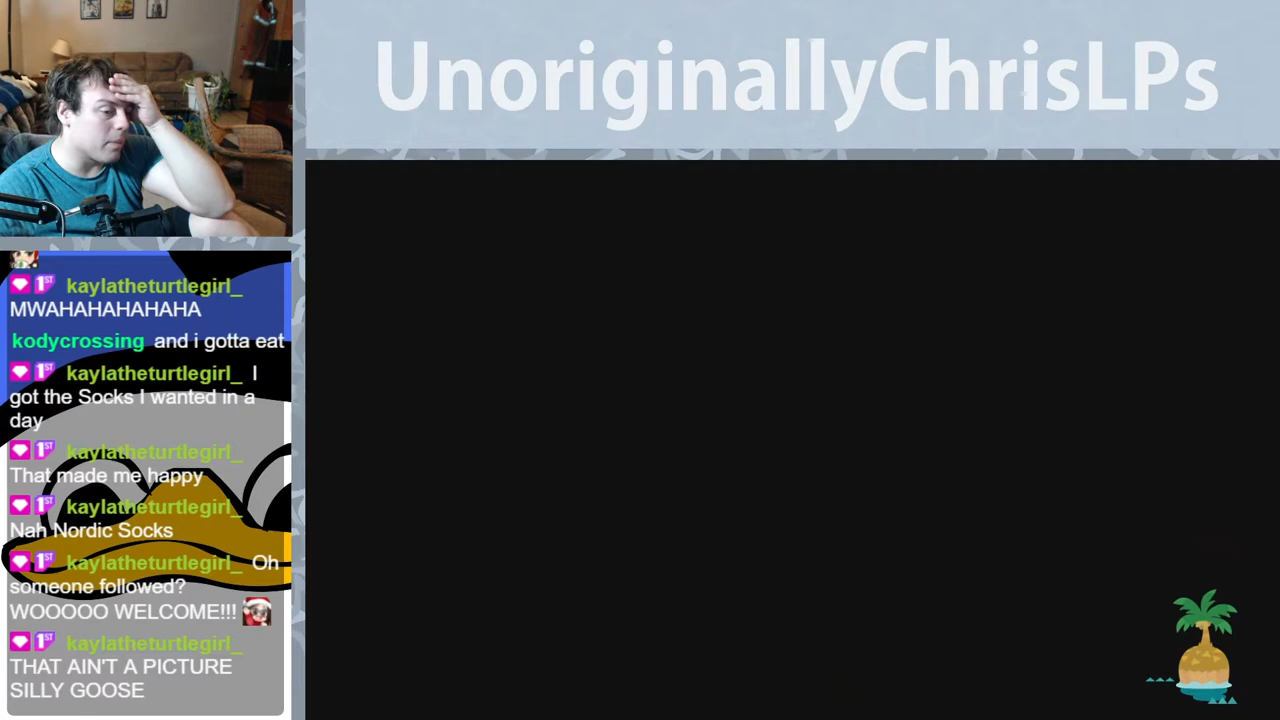 UnoriginallyChrisLPs
kaylatheturtlegirl_
MWAHAHAHAHAHA
kodycrossing and i gotta eat
kaylatheturtlegirl_ I
got the Socks I wanted in a
day
kaylatheturtlegirl_
That made me happy
kaylatheturtlegirl_
Nah Nordic Socks
kaylatheturtlegirl_ Oh
someone followed?
WOOOOO WELCOME!!!
kaylatheturtlegirl_
THAT AIN'T A PICTURE
SILLY GOOSE